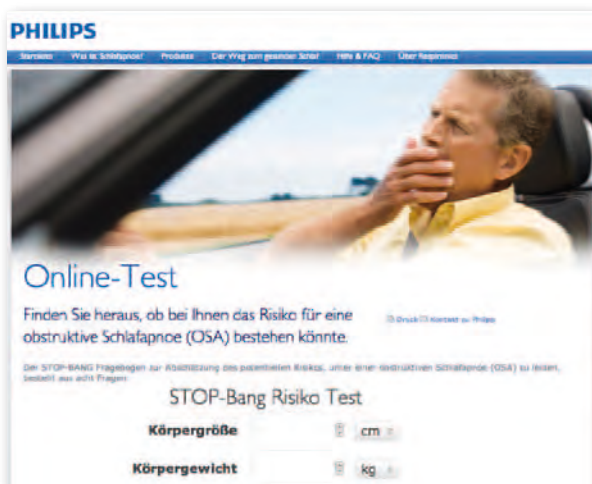 PHILIPS
Startseite Was ist Schlafapnoe? Produkte Der Weg zum gesunden Schlaf Hilfe & FAQ Über Respironics
Online-Test
Finden Sie heraus, ob bei Ihnen das Risiko für eine
obstruktive Schlafapnoe (OSA) bestehen könnte.
Druck Kontakt zu Philips
Der STOP-BANG Fragebogen zur Abschätzung des potentiellen Risikos, unter einer obstruktiven Schlafapnoe (OSA) zu leiden,
besteht aus acht Fragen:
STOP-Bang Risiko Test
Körpergröße cm
Körpergewicht kg